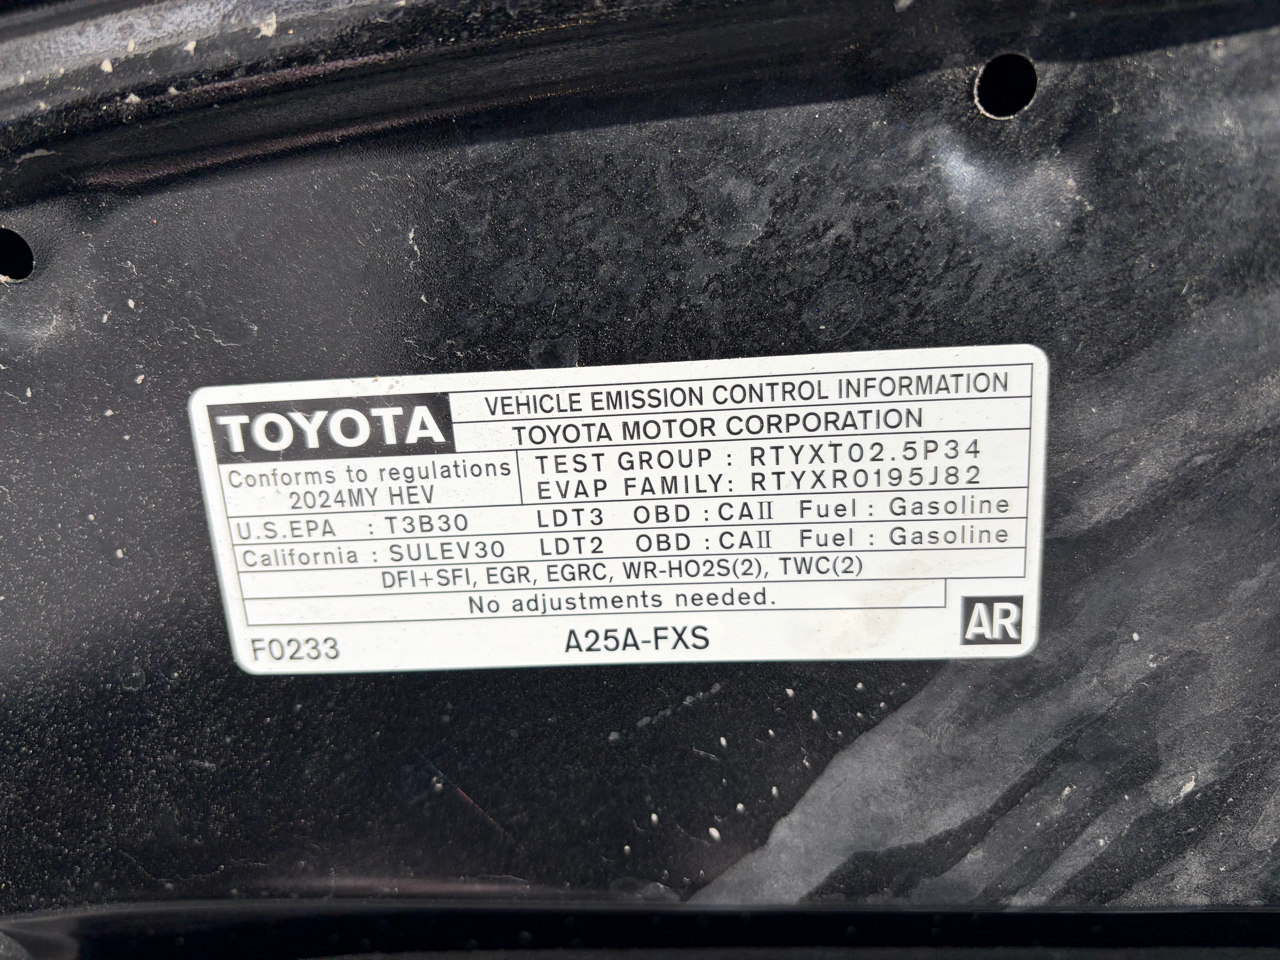 TOYOTA
VEHICLE EMISSION CONTROL INFORMATION
TOYOTA MOTOR CORPORATION
Conforms to regulations
2024MY HEV
TEST GROUP : RTYXT02.5P34
EVAP FAMILY: RTYXR0195J82
U.S.EPA : T3B30 LDT3 OBD : CAII Fuel : Gasoline
California : SULEV30 LDT2 OBD : CAII Fuel : Gasoline
DFI+SFI, EGR, EGRC, WR-HO2S(2), TWC(2)
No adjustments needed.
F0233 A25A-FXS AR